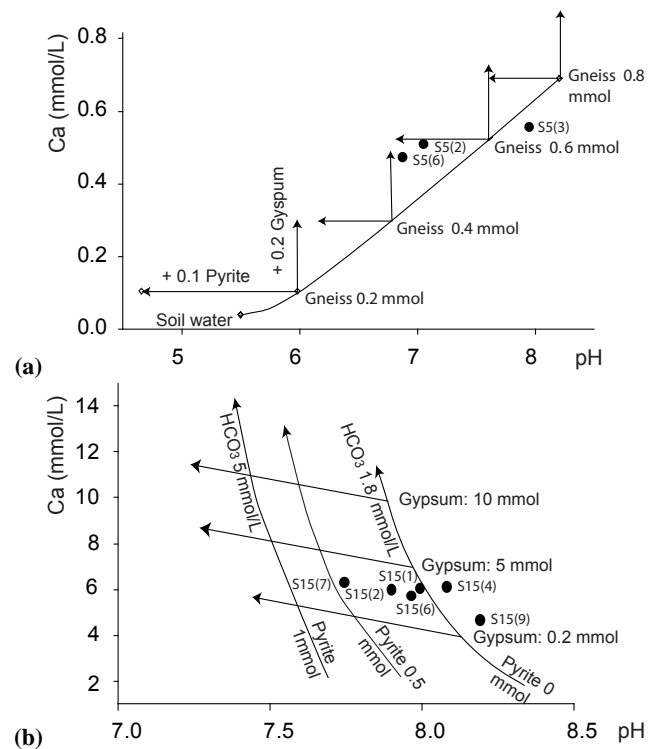 Ca (mmol/L)
0.8
0.6
0.4
0.2
0.0
Gneiss 0.8
mmol
S5(3)
S5(2)
S5(6)
Gneiss 0.6 mmol
Gneiss 0.4 mmol
+ 0.2 Gyspum
+ 0.1 Pyrite
Gneiss 0.2 mmol
Soil water
5
6
7
8
pH
(a)
Ca (mmol/L)
14
12
10
8
6
4
2
HCO3 5 mmol/L
HCO3 1.8 mmol/L
Gypsum: 10 mmol
Gypsum: 5 mmol
S15(7)
S15(2)
S15(1)
S15(6)
S15(4)
S15(9)
Gypsum: 0.2 mmol
Pyrite
1mmol
Pyrite 0.5
mmol
Pyrite 0
mmol
7.0
7.5
8.0
8.5
pH
(b)